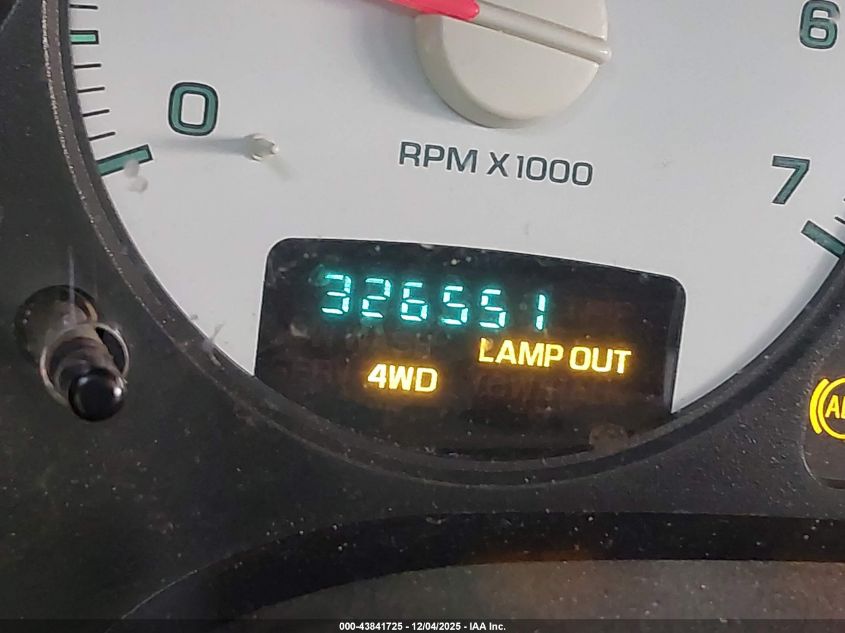 6
0
RPM X1000
7
326551
LAMP OUT
4WD
000-43841725 - 12/04/2025 - IAA Inc.